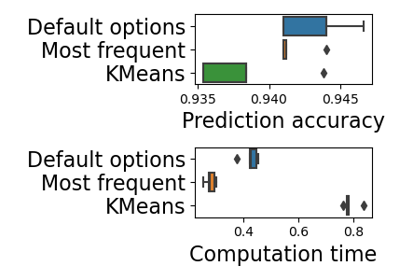 Default options
Most frequent
KMeans
0.935 0.940 0.945
Prediction accuracy
Default options
Most frequent
KMeans
0.4 0.6 0.8
Computation time